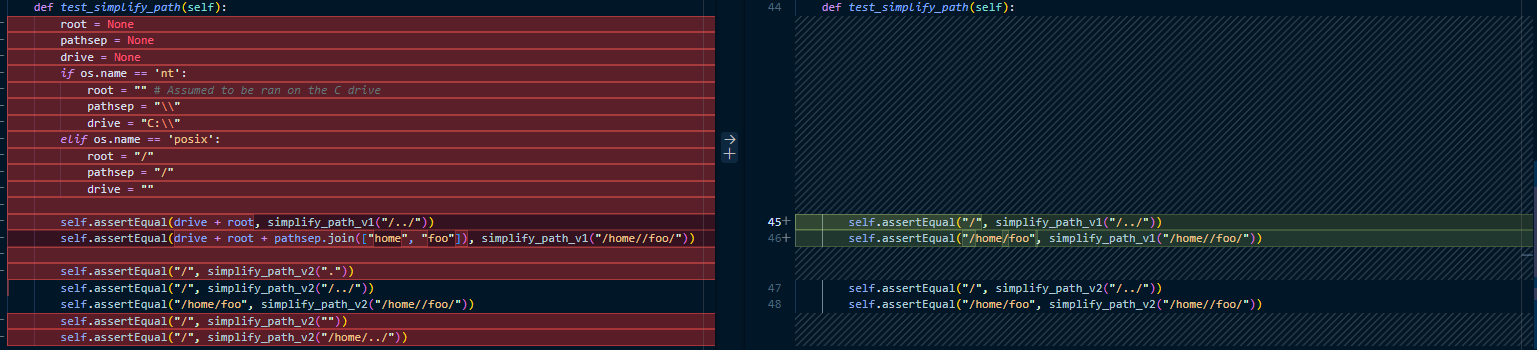 def test_simplify_path(self):
    root = None
    pathsep = None
    drive = None
    if os.name == 'nt':
        root = "" # Assumed to be ran on the C drive
        pathsep = "\\"
        drive = "C:\\"
    elif os.name == 'posix':
        root = "/"
        pathsep = "/"
        drive = ""
    self.assertEqual(drive + root, simplify_path_v1("/../"))
    self.assertEqual(drive + root + pathsep.join(["home", "foo"]), simplify_path_v1("/home//foo/"))
    self.assertEqual("/", simplify_path_v2("."))
    self.assertEqual("/", simplify_path_v2("/../"))
    self.assertEqual("/home/foo", simplify_path_v2("/home//foo/"))
    self.assertEqual("/", simplify_path_v2(""))
    self.assertEqual("/", simplify_path_v2("/home/../"))
44 def test_simplify_path(self):
45+ self.assertEqual("/", simplify_path_v1("/../"))
46+ self.assertEqual("/home/foo", simplify_path_v1("/home//foo/"))
47 self.assertEqual("/", simplify_path_v2("/../"))
48 self.assertEqual("/home/foo", simplify_path_v2("/home//foo/"))